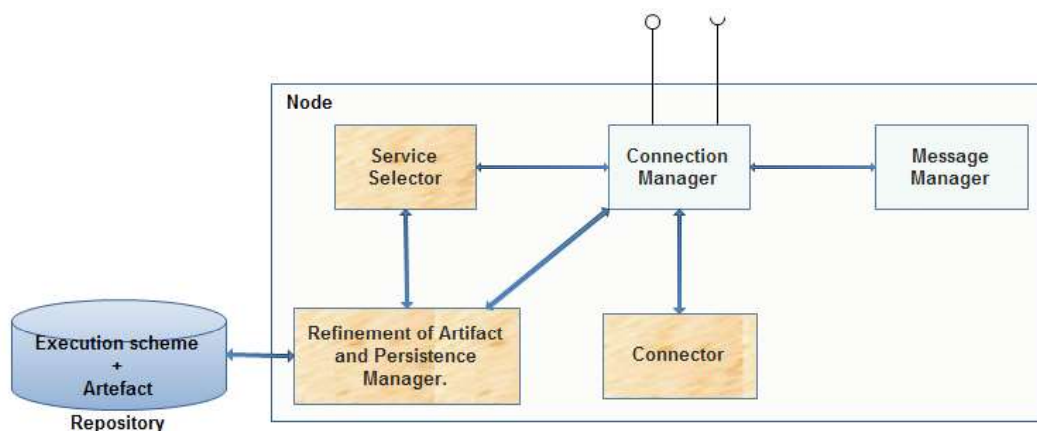 Node
Service
Selector
Connection
Manager
Message
Manager
Execution scheme
+
Artefact
Repository
Refinement of Artifact
and Persistence
Manager.
Connector